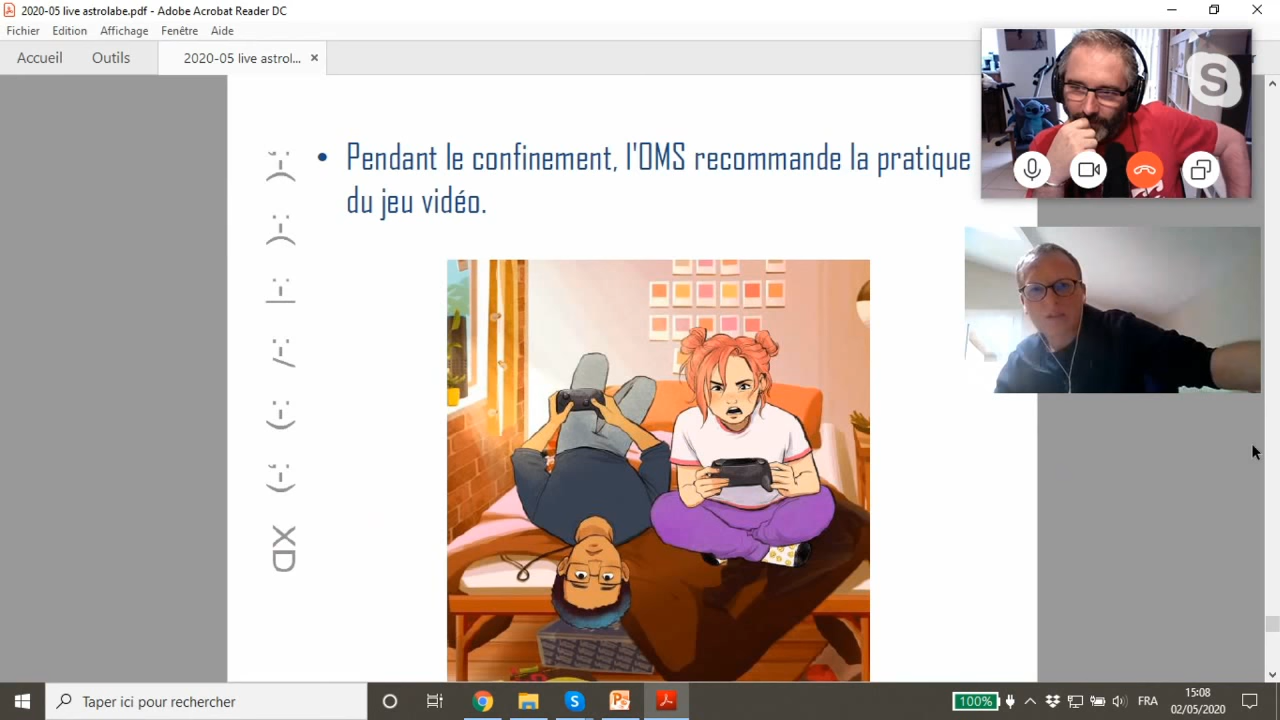 2020-05 live astrolabe.pdf - Adobe Acrobat Reader DC
Fichier Edition Affichage Fenêtre Aide
Accueil Outils 2020-05 live astrol... ×
S
• Pendant le confinement, l'OMS recommande la pratique
du jeu vidéo.
;-(
:-(
:-|
:-/
:-)
;-)
XD
Taper ici pour rechercher
100%
FRA
15:08
02/05/2020